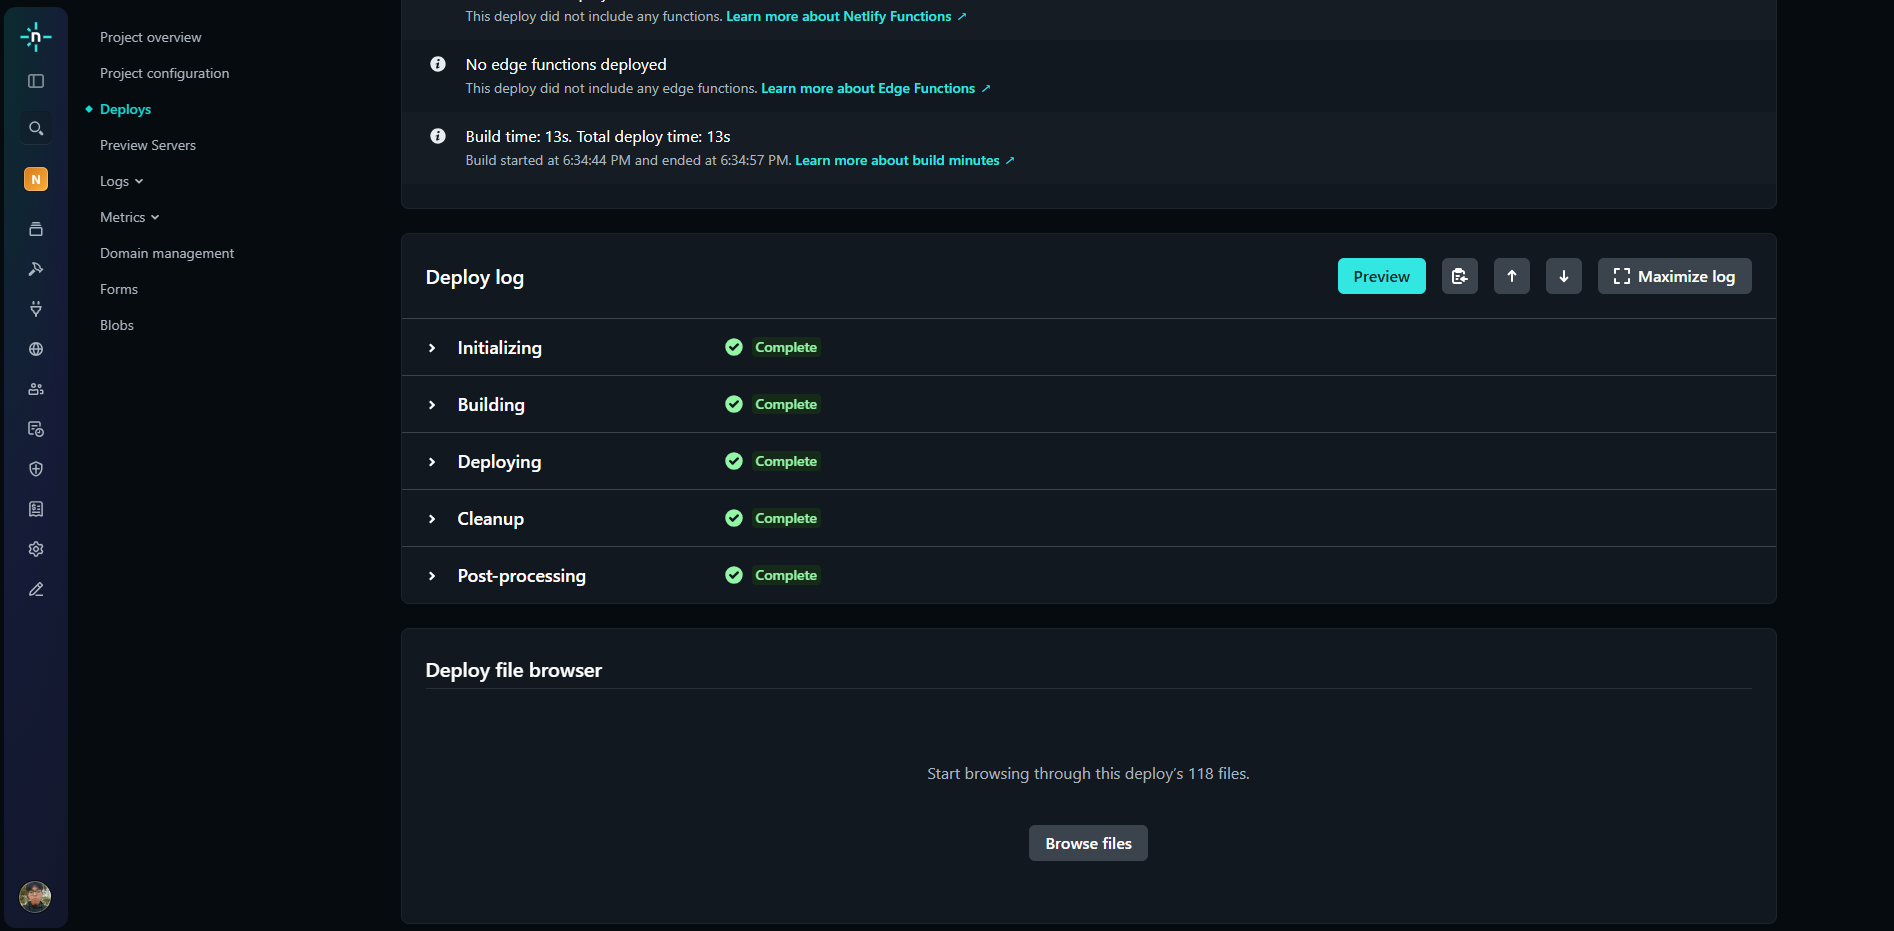 This deploy did not include any functions. Learn more about Netlify Functions ↗
No edge functions deployed
This deploy did not include any edge functions. Learn more about Edge Functions ↗
Build time: 13s. Total deploy time: 13s
Build started at 6:34:44 PM and ended at 6:34:57 PM. Learn more about build minutes ↗
n
N
Project overview
Project configuration
Deploys
Preview Servers
Logs
Metrics
Domain management
Forms
Blobs
Deploy log
Preview
Maximize log
Initializing Complete
Building Complete
Deploying Complete
Cleanup Complete
Post-processing Complete
Deploy file browser
Start browsing through this deploy’s 118 files.
Browse files